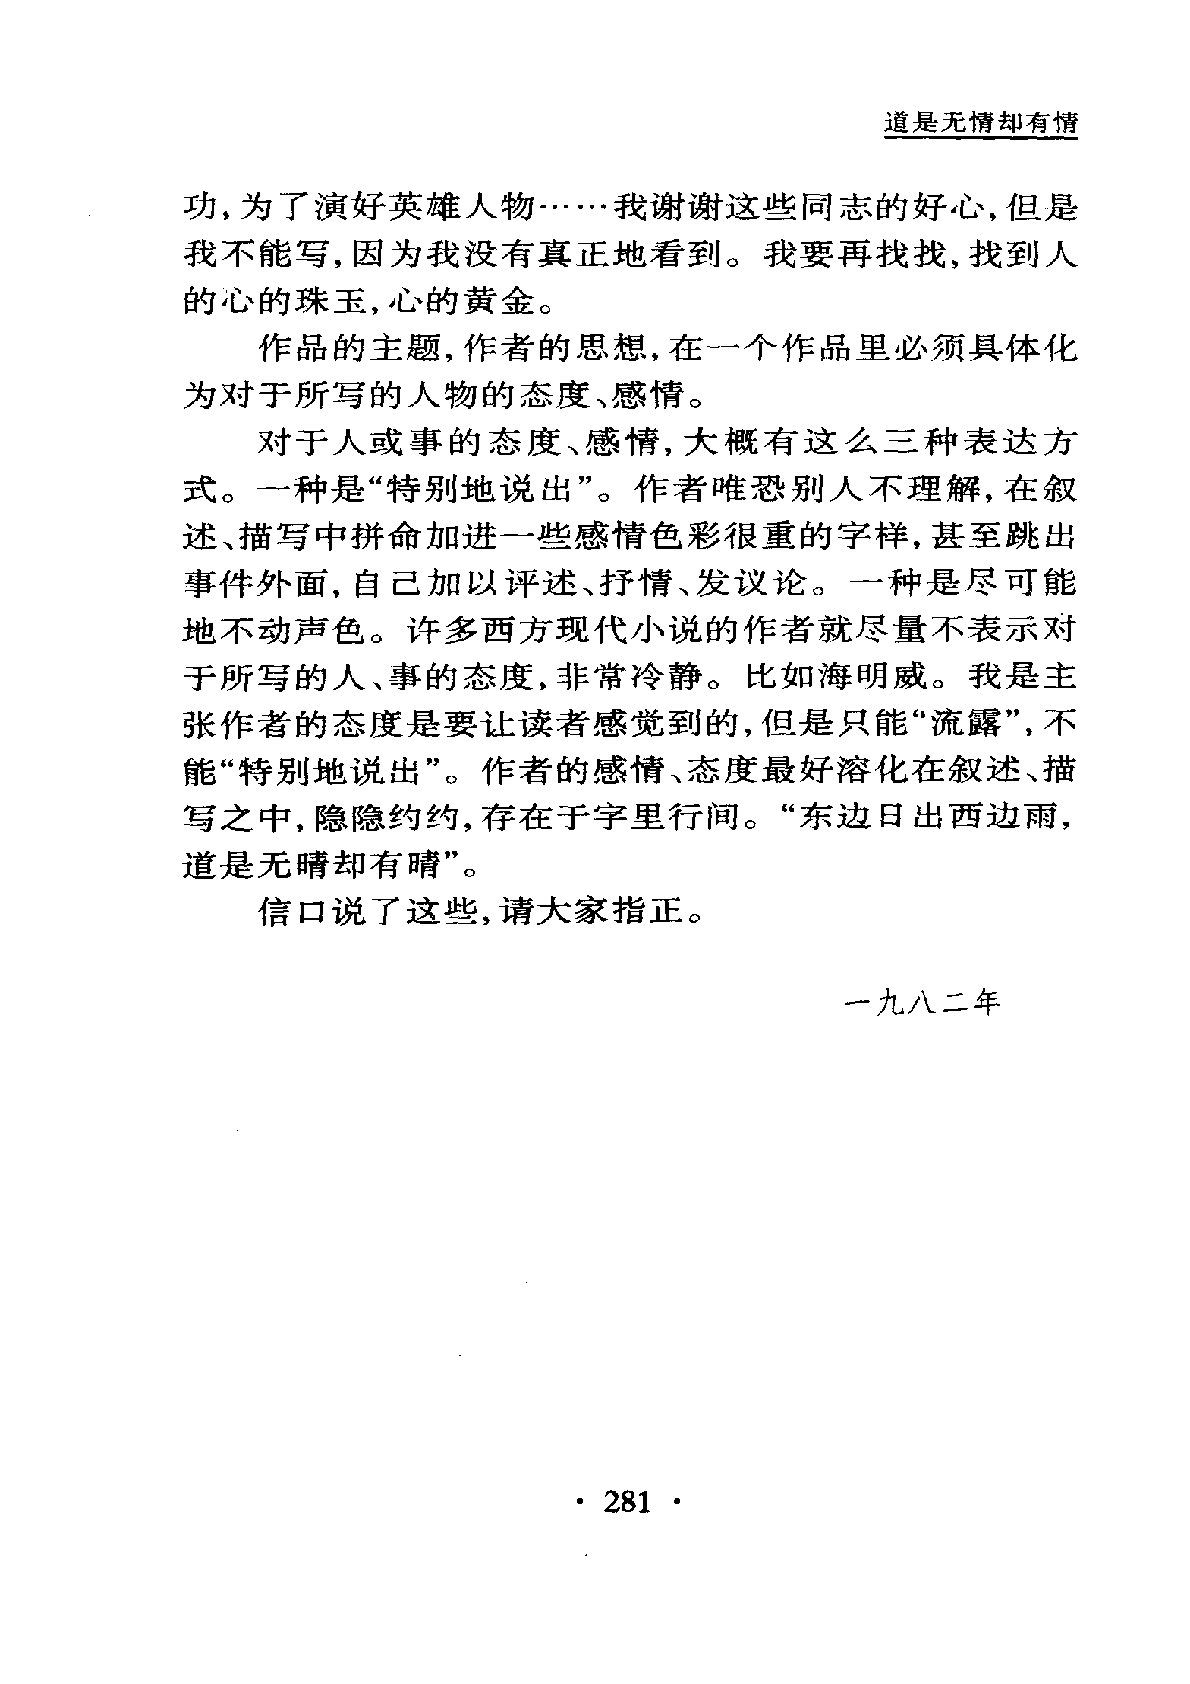 道是无情却有情
功,为了演好英雄人物……我谢谢这些同志的好心,但是
我不能写,因为我没有真正地看到。我要再找找,找到人
的心的珠玉,心的黄金。
作品的主题,作者的思想,在一个作品里必须具体化
为对于所写的人物的态度、感情。
对于人或事的态度、感情,大概有这么三种表达方
式。一种是“特别地说出”。作者唯恐别人不理解,在叙
述、描写中拼命加进一些感情色彩很重的字样,甚至跳出
事件外面,自己加以评述、抒情、发议论。一种是尽可能
地不动声色。许多西方现代小说的作者就尽量不表示对
于所写的人、事的态度,非常冷静。比如海明威。我是主
张作者的态度是要让读者感觉到的,但是只能“流露”,不
能“特别地说出”。作者的感情、态度最好溶化在叙述、描
写之中,隐隐约约,存在于字里行间。“东边日出西边雨,
道是无晴却有晴”。
信口说了这些,请大家指正。
一九八二年
· 281 ·